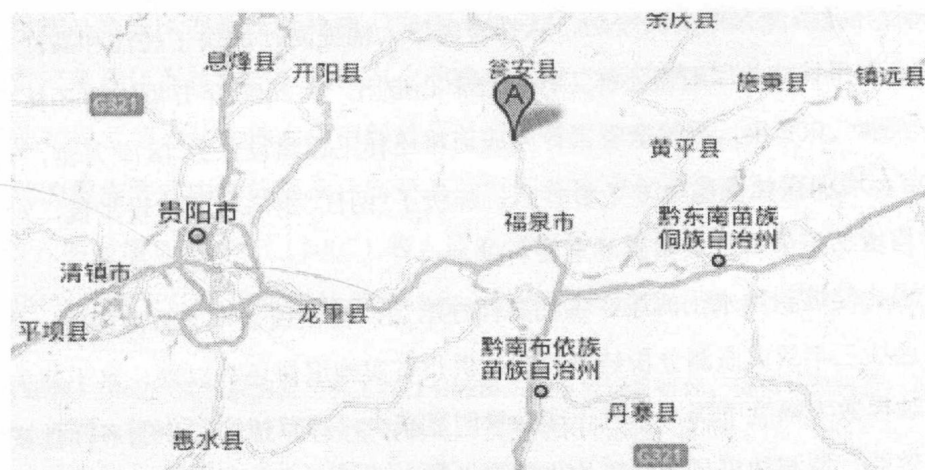 余庆县
息烽县
开阳县
瓮安县
A
施秉县
镇远县
G321
黄平县
贵阳市
福泉市
黔东南苗族
侗族自治州
清镇市
龙里县
平坝县
黔南布依族
苗族自治州
丹寨县
惠水县
G321